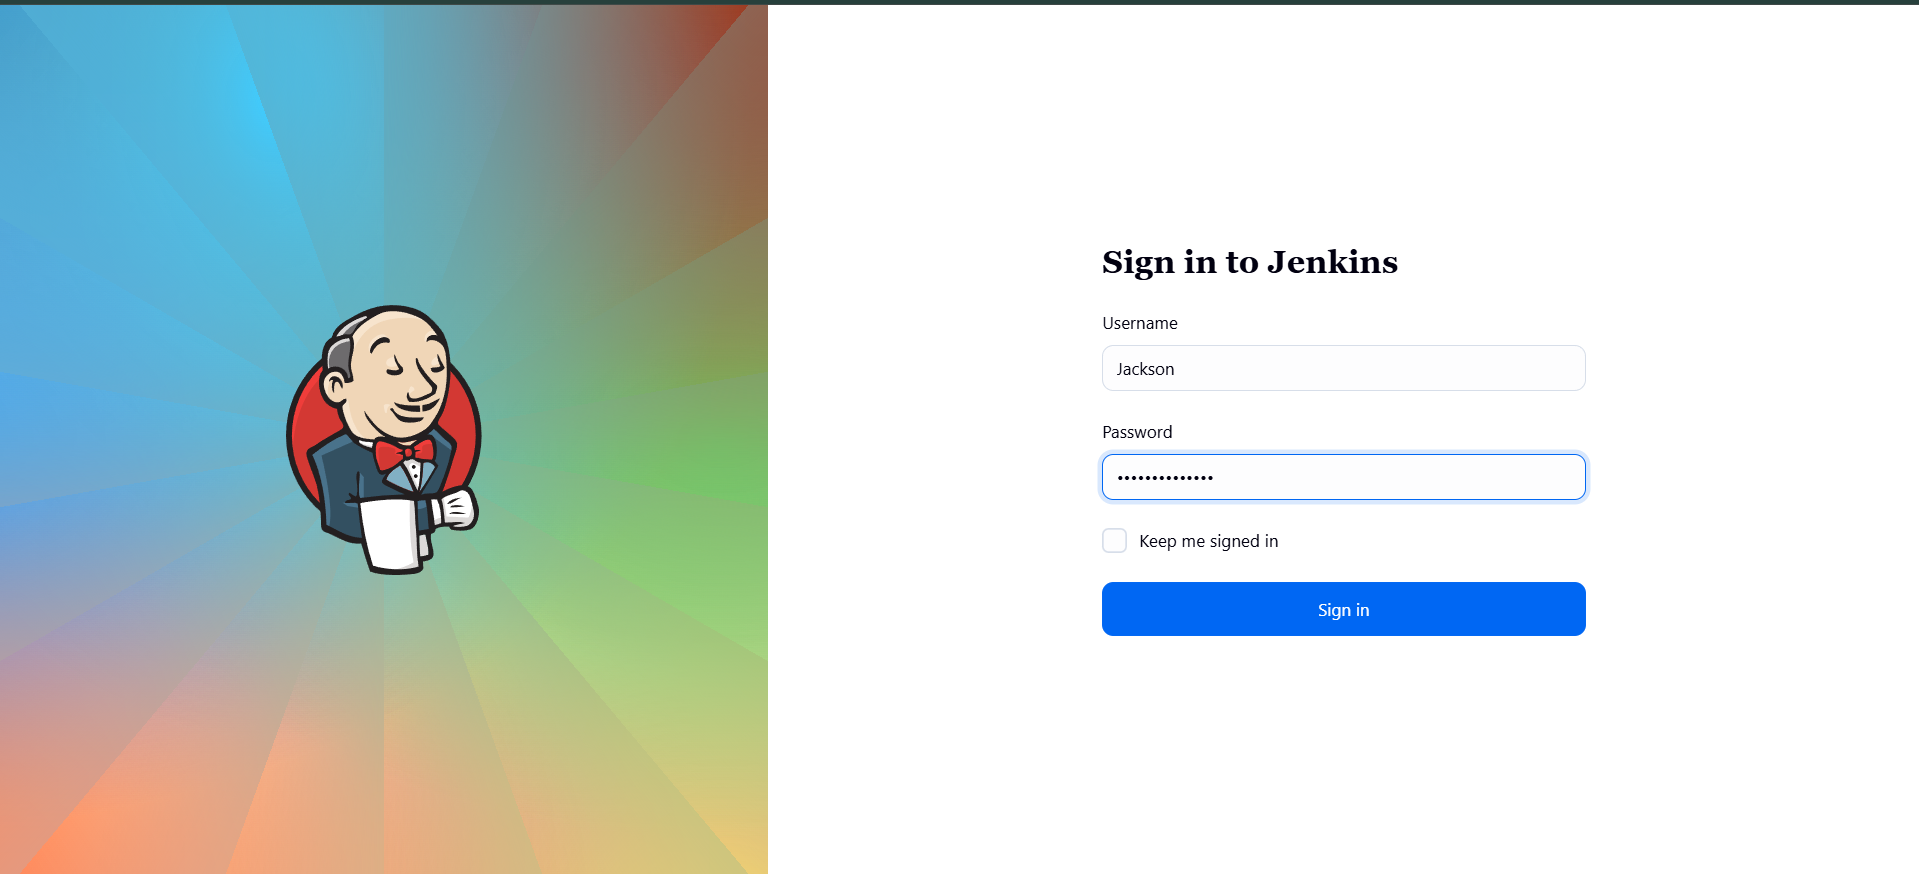 Sign in to Jenkins
Username
Jackson
Password
••••••••••••••
Keep me signed in
Sign in